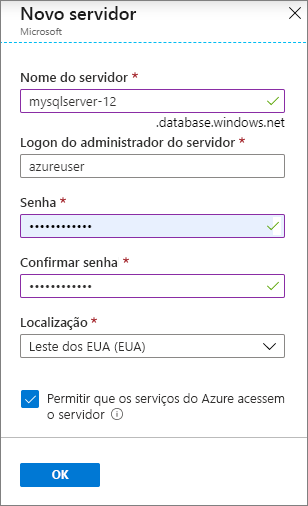 Novo servidor
Microsoft
Nome do servidor *
mysqlserver-12
.database.windows.net
Logon do administrador do servidor *
azureuser
Senha *
••••••••••••
Confirmar senha *
••••••••••••
Localização *
Leste dos EUA (EUA)
Permitir que os serviços do Azure acessem
o servidor
OK